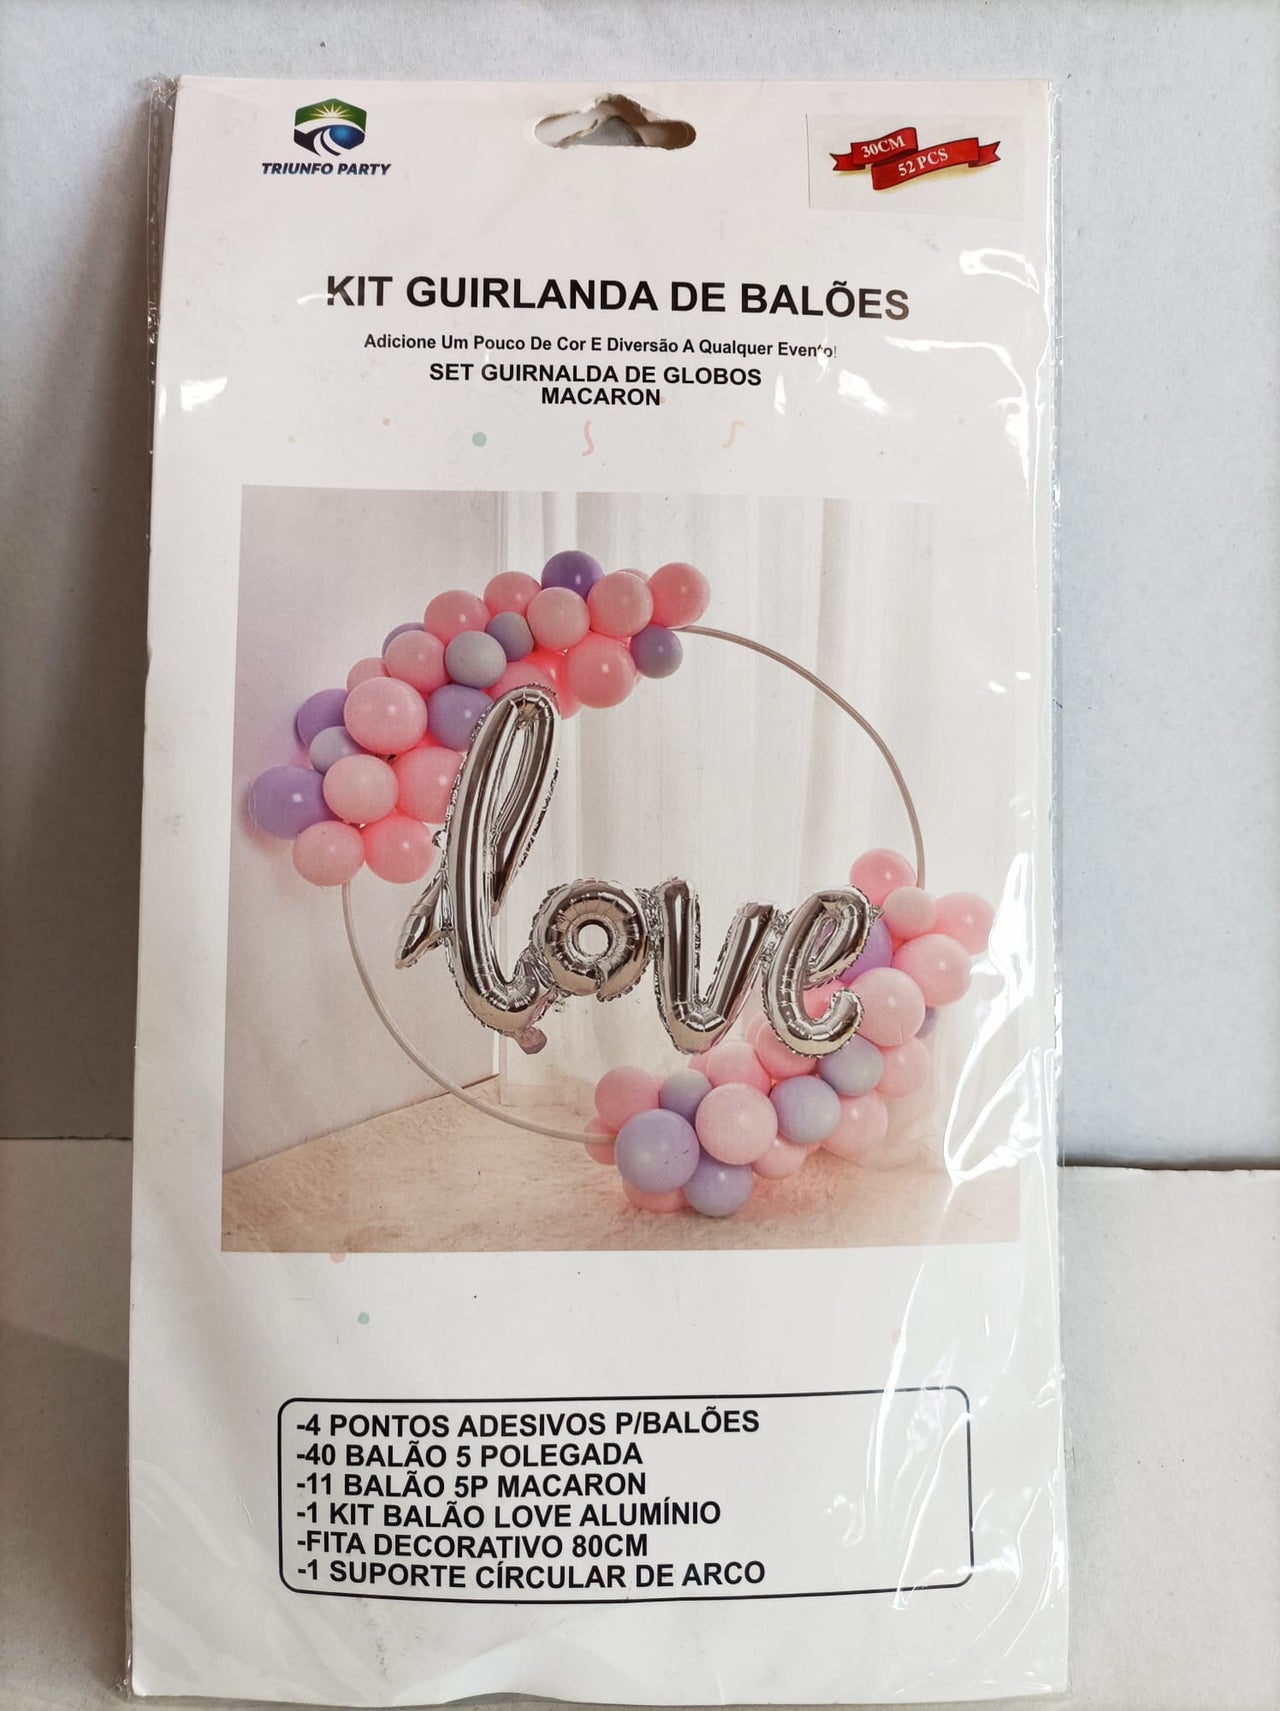 TRIUNFO PARTY
30CM
52 PCS
KIT GUIRLANDA DE BALÕES
Adicione Um Pouco De Cor E Diversão A Qualquer Evento!
SET GUIRNALDA DE GLOBOS
MACARON
love
-4 PONTOS ADESIVOS P/BALÕES
-40 BALÃO 5 POLEGADA
-11 BALÃO 5P MACARON
-1 KIT BALÃO LOVE ALUMÍNIO
-FITA DECORATIVO 80CM
-1 SUPORTE CÍRCULAR DE ARCO